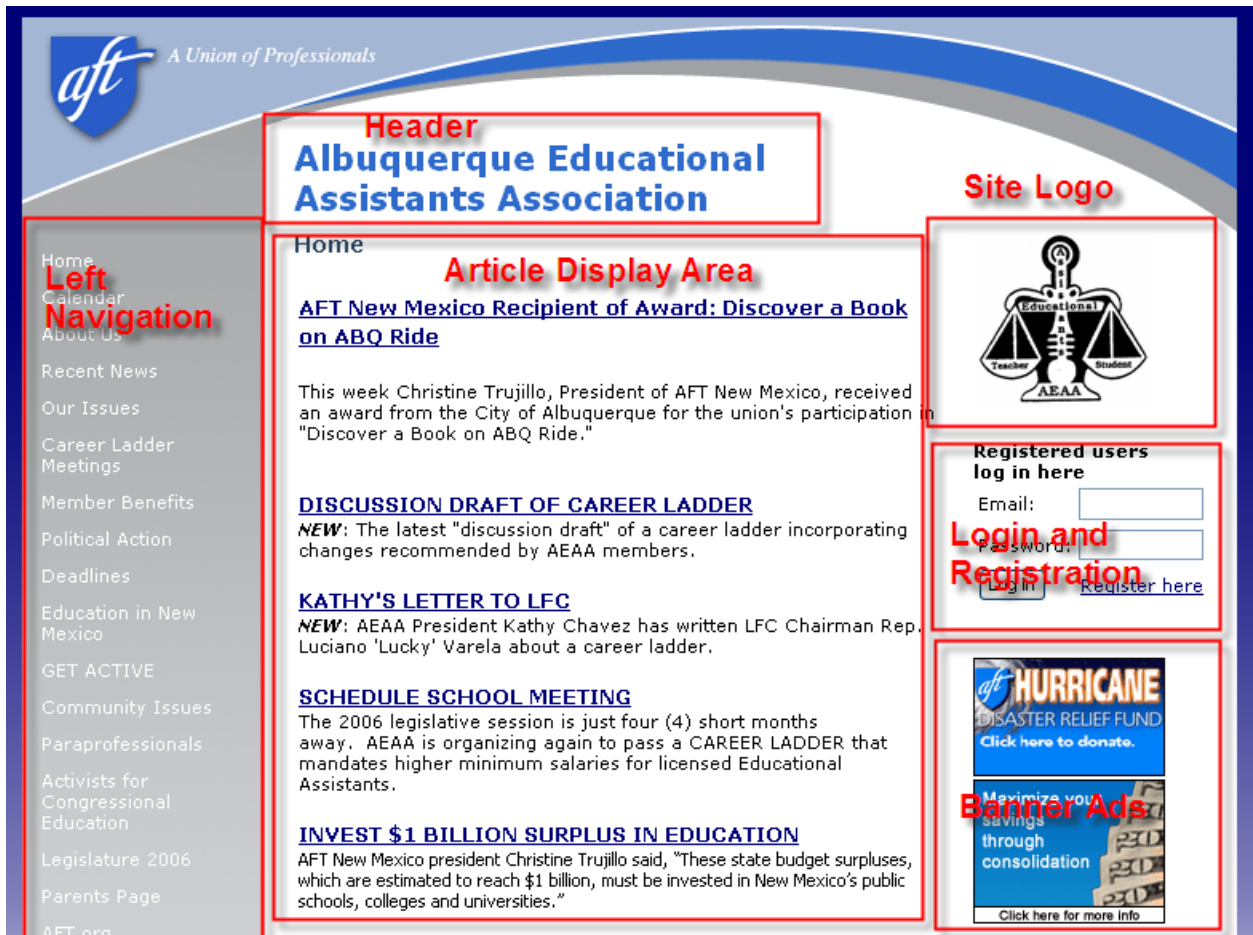 aft
A Union of Professionals
Header
Albuquerque Educational
Assistants Association
Left
Navigation
Home
Calendar
About Us
Recent News
Our Issues
Career Ladder
Meetings
Member Benefits
Political Action
Deadlines
Education in New
Mexico
GET ACTIVE
Community Issues
Paraprofessionals
Activists for
Congressional
Education
Legislature 2006
Parents Page
AFT.org
Home
Article Display Area
AFT New Mexico Recipient of Award: Discover a Book
on ABQ Ride
This week Christine Trujillo, President of AFT New Mexico, received
an award from the City of Albuquerque for the union's participation in
"Discover a Book on ABQ Ride."
DISCUSSION DRAFT OF CAREER LADDER
NEW: The latest "discussion draft" of a career ladder incorporating
changes recommended by AEAA members.
KATHY'S LETTER TO LFC
NEW: AEAA President Kathy Chavez has written LFC Chairman Rep.
Luciano 'Lucky' Varela about a career ladder.
SCHEDULE SCHOOL MEETING
The 2006 legislative session is just four (4) short months
away.  AEAA is organizing again to pass a CAREER LADDER that
mandates higher minimum salaries for licensed Educational
Assistants.
INVEST $1 BILLION SURPLUS IN EDUCATION
AFT New Mexico president Christine Trujillo said, “These state budget surpluses,
which are estimated to reach $1 billion, must be invested in New Mexico’s public
schools, colleges and universities.”
Site Logo
Assistants
Educational
Teacher
Student
AEAA
Registered users
log in here
Email:
Password:
Login and
Registration
Log In
Register here
aft HURRICANE
DISASTER RELIEF FUND
Click here to donate.
Banner Ads
Maximize your
savings
through
consolidation
20
20
20
20
Click here for more info